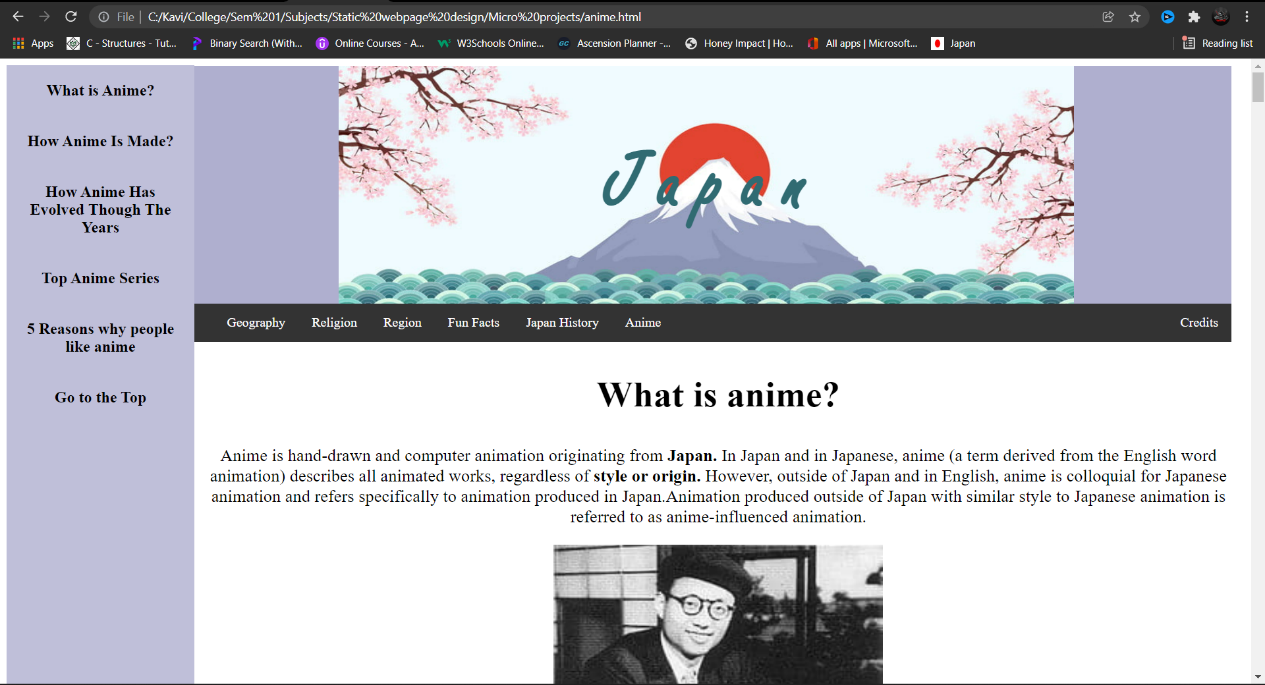 File | C:/Kavi/College/Sem%201/Subjects/Static%20webpage%20design/Micro%20projects/anime.html
Apps C - Structures - Tut... Binary Search (With... Online Courses - A... W3Schools Online... GC Ascension Planner -... Honey Impact | Ho... All apps | Microsoft... Japan Reading list
What is Anime?
How Anime Is Made?
How Anime Has
Evolved Though The
Years
Top Anime Series
5 Reasons why people
like anime
Go to the Top
Japan
Geography Religion Region Fun Facts Japan History Anime Credits
What is anime?
Anime is hand-drawn and computer animation originating from Japan. In Japan and in Japanese, anime (a term derived from the English word
animation) describes all animated works, regardless of style or origin. However, outside of Japan and in English, anime is colloquial for Japanese
animation and refers specifically to animation produced in Japan.Animation produced outside of Japan with similar style to Japanese animation is
referred to as anime-influenced animation.